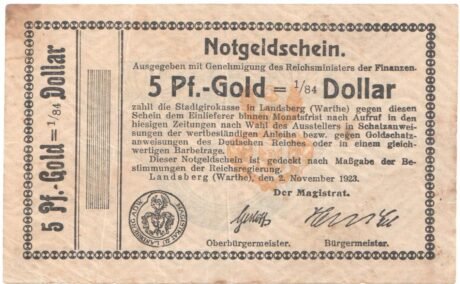 Notgeldschein.
Ausgegeben mit Genehmigung des Reichsministers der Finanzen.
5 Pf.-Gold = 1/84 Dollar
zahlt die Stadtgirokasse in Landsberg (Warthe) gegen diesen
Schein dem Einlieferer binnen Monatsfrist nach Aufruf in den
hiesigen Zeitungen nach Wahl des Ausstellers in Schatzanwei-
sungen der wertbeständigen Anleihe bezw. gegen Goldschatz-
anweisungen des Deutschen Reiches oder in einem gleich-
wertigen Barbetrage.
Dieser Notgeldschein ist gedeckt nach Maßgabe der Be-
stimmungen der Reichsregierung.
Landsberg (Warthe), den 2. November 1923.
Der Magistrat.
Oberbürgermeister.
Bürgermeister.
5 Pf.-Gold = 1/84 Dollar